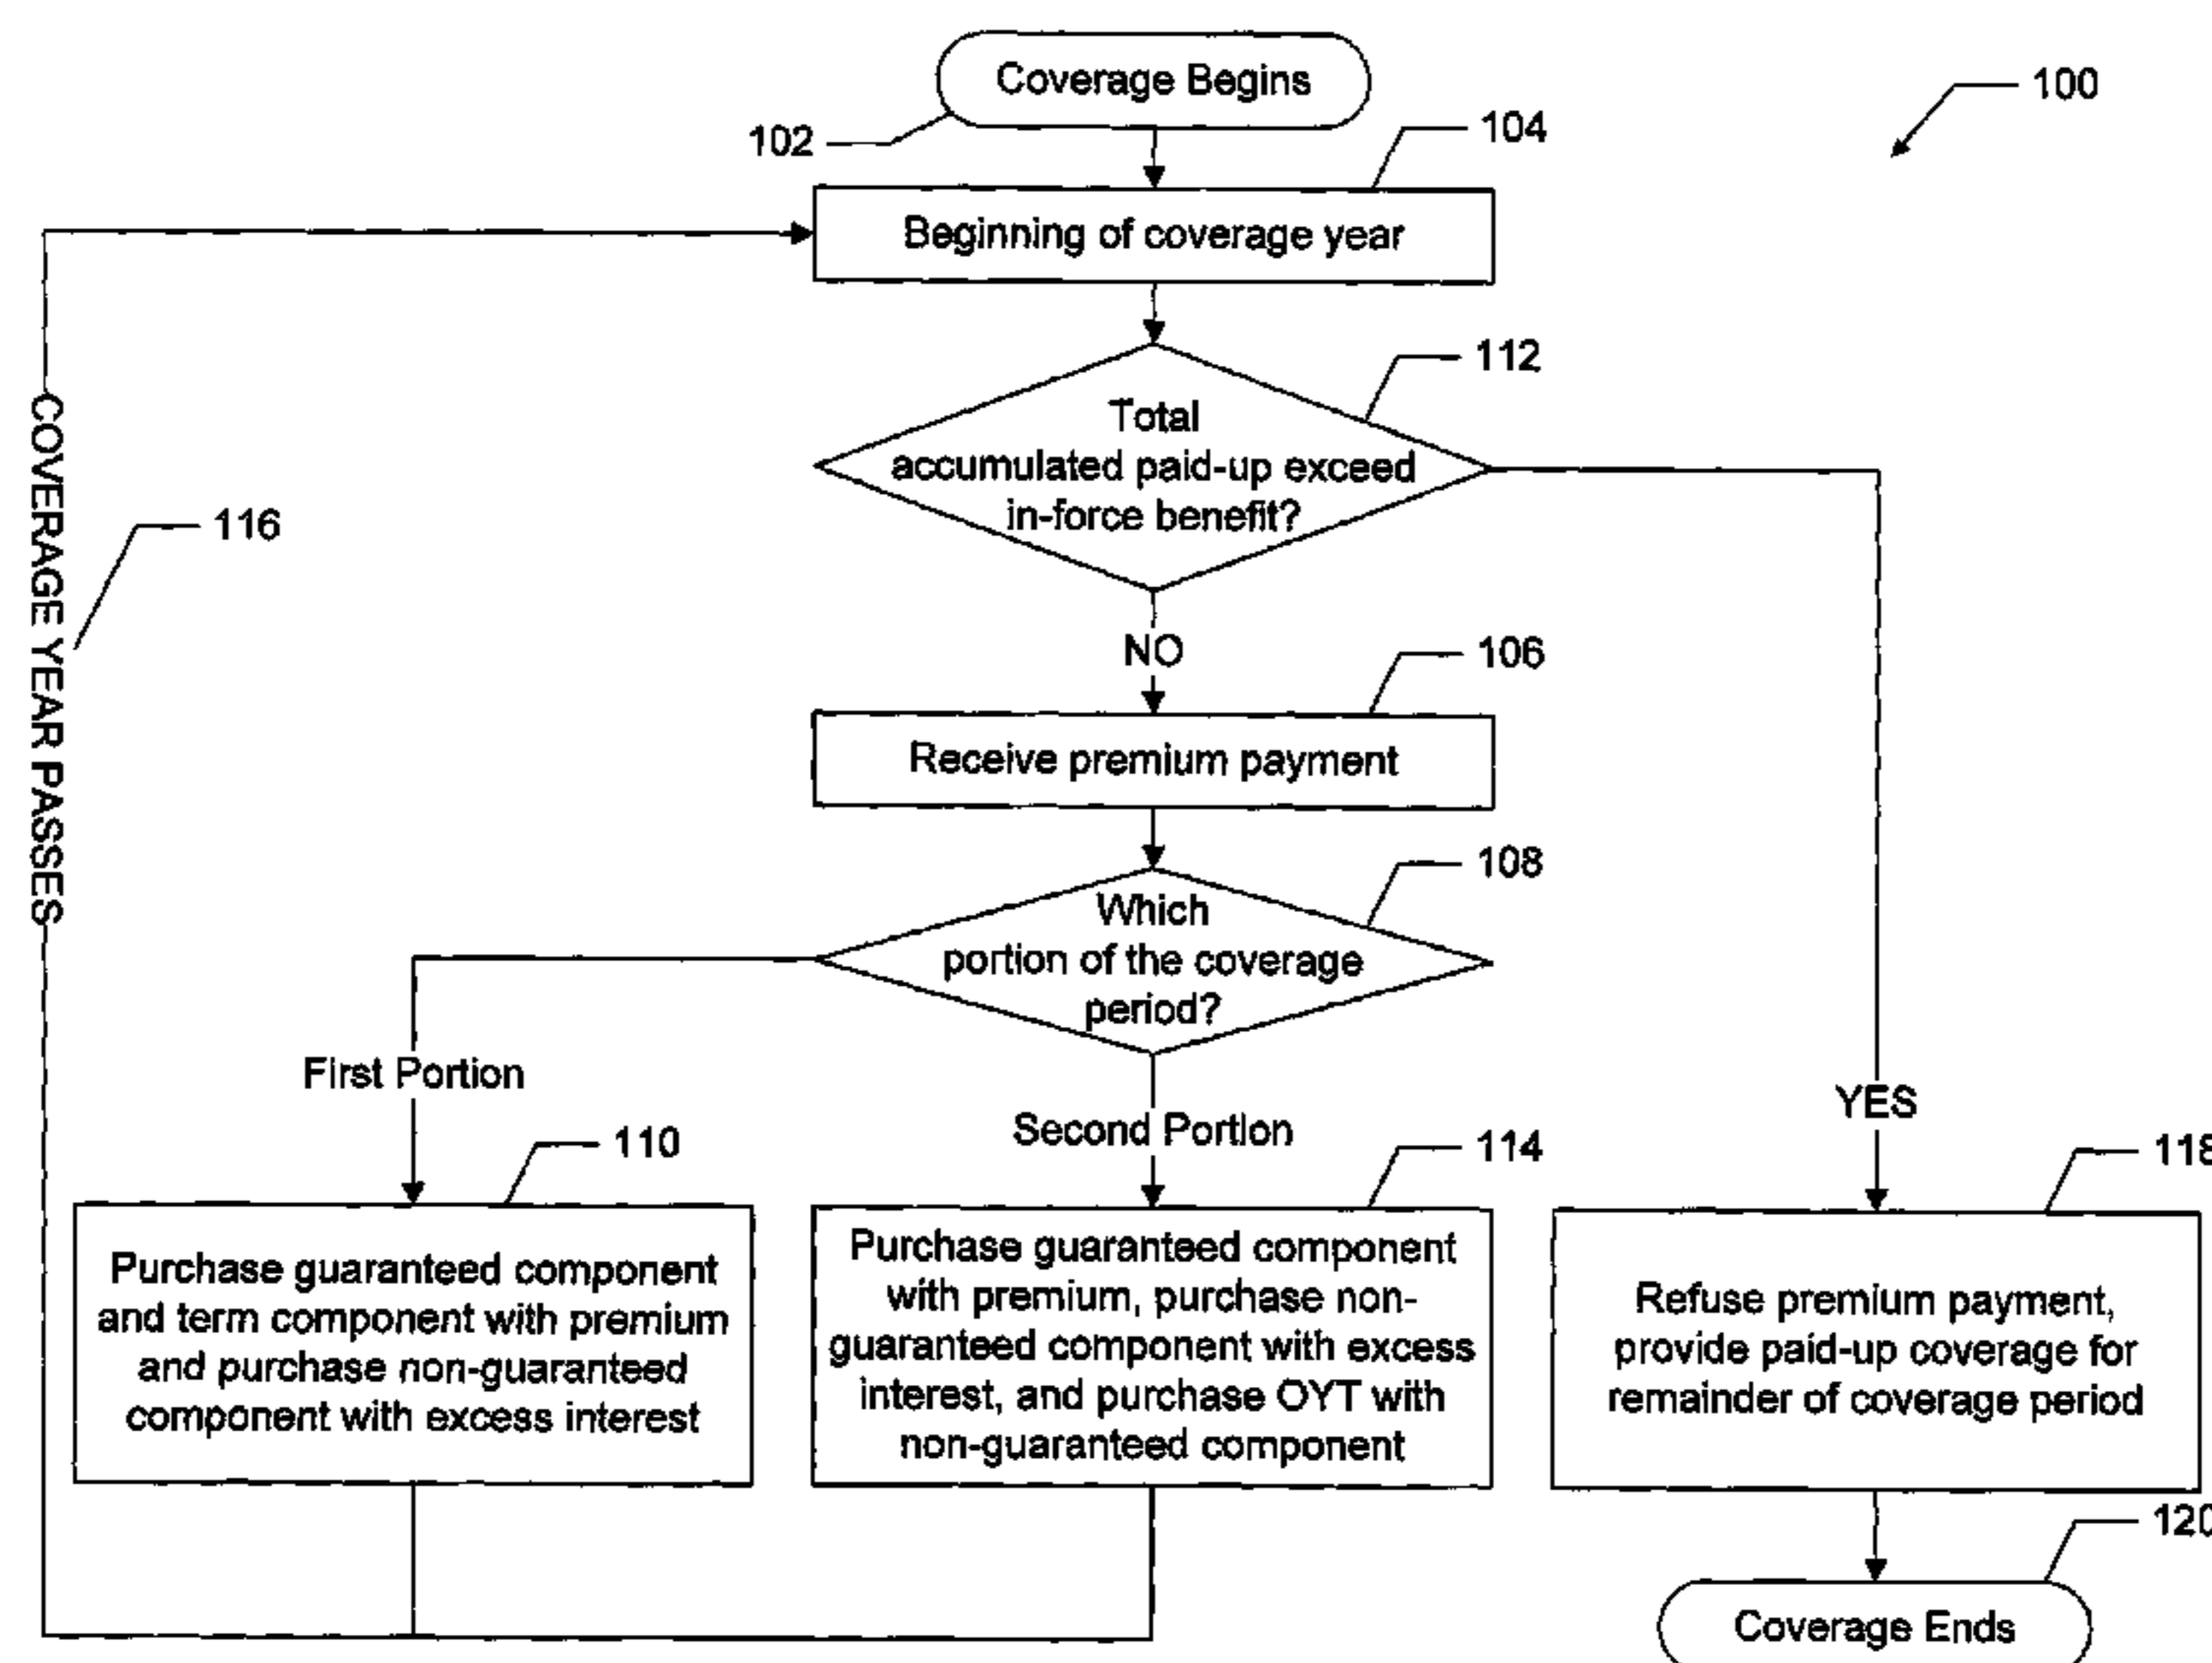 Coverage Begins
100
102
104
Beginning of coverage year
112
Total
accumulated paid-up exceed
in-force benefit?
COVERAGE YEAR PASSES
116
NO
106
Receive premium payment
108
Which
portion of the coverage
period?
First Portion
Second Portion
YES
110
114
118
Purchase guaranteed component
and term component with premium
and purchase non-guaranteed
component with excess interest
Purchase guaranteed component
with premium, purchase non-
guaranteed component with excess
interest, and purchase OYT with
non-guaranteed component
Refuse premium payment,
provide paid-up coverage for
remainder of coverage period
120
Coverage Ends